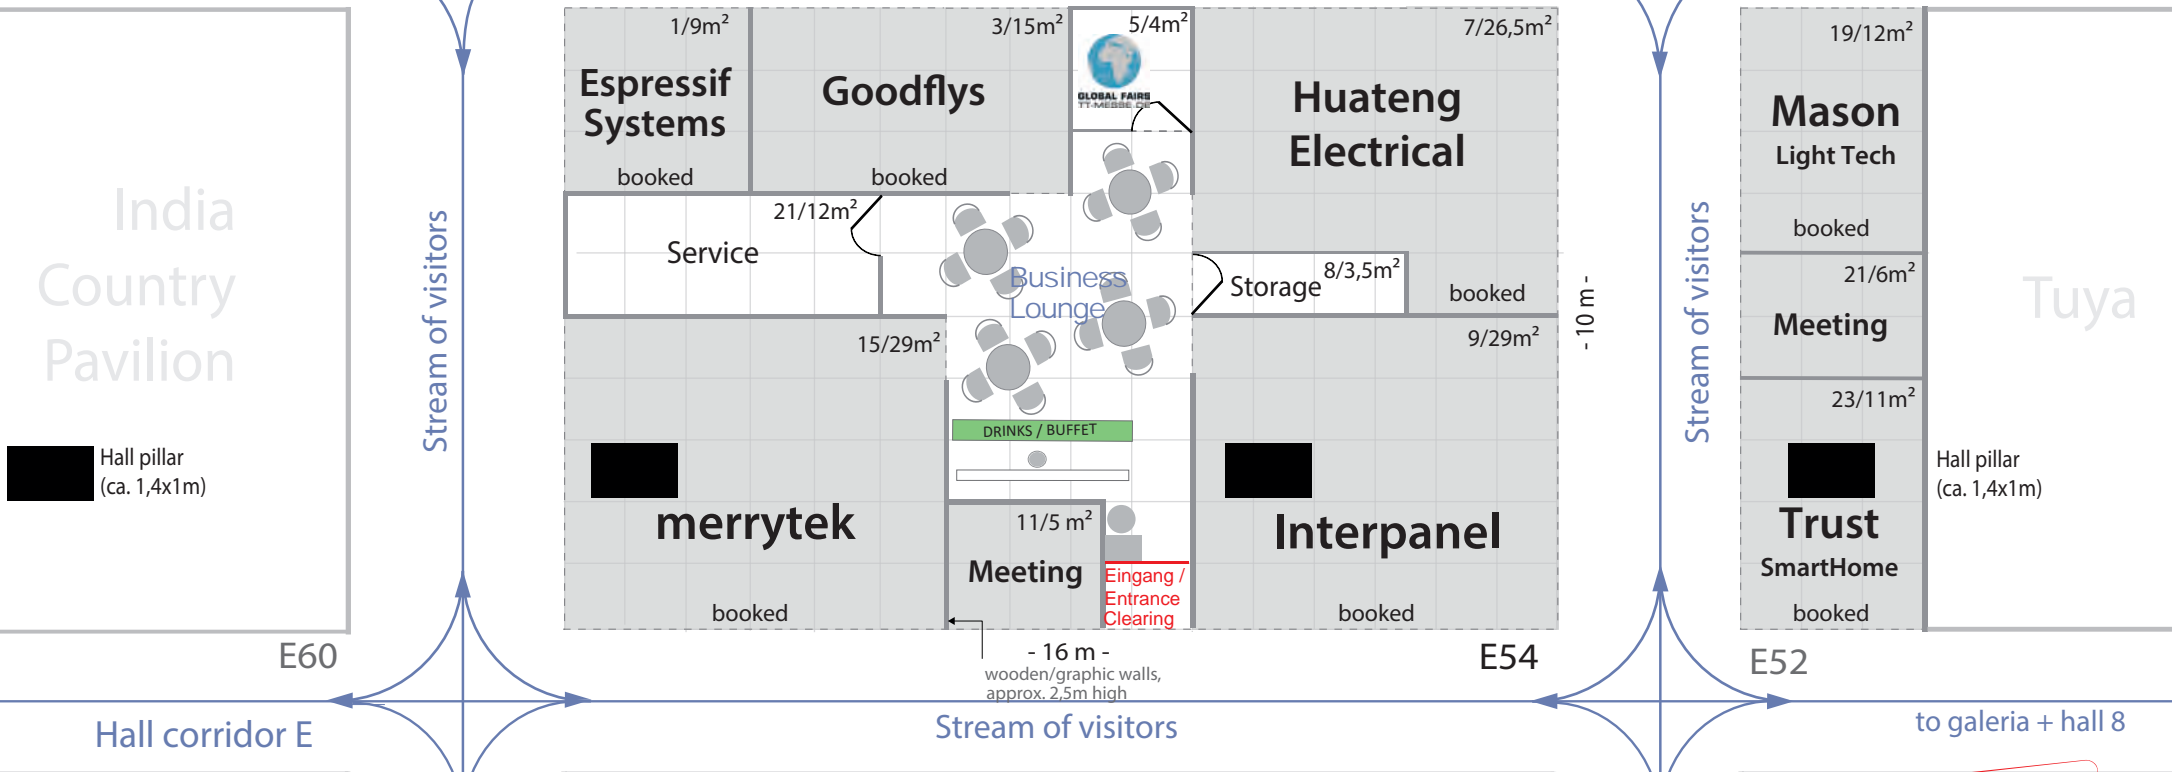 India
Country
Pavilion
Hall pillar
(ca. 1,4x1m)
E60
Hall corridor E
Stream of visitors
1/9m²
Espressif
Systems
booked
3/15m²
Goodflys
booked
5/4m²
GLOBAL FAIRS
TT-MESSE.DE
7/26,5m²
Huateng
Electrical
booked
21/12m²
Service
Business
Lounge
8/3,5m²
Storage
15/29m²
merrytek
booked
DRINKS / BUFFET
11/5 m²
Meeting
Eingang /
Entrance
Clearing
9/29m²
Interpanel
booked
- 10 m -
- 16 m -
wooden/graphic walls,
approx. 2,5m high
E54
Stream of visitors
Stream of visitors
19/12m²
Mason
Light Tech
booked
21/6m²
Meeting
23/11m²
Trust
SmartHome
booked
E52
Tuya
Hall pillar
(ca. 1,4x1m)
to galeria + hall 8